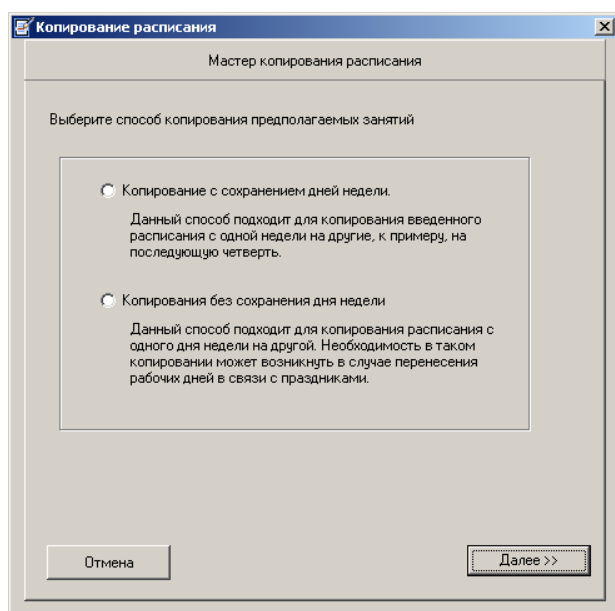 Копирование расписания
Мастер копирования расписания
Выберите способ копирования предполагаемых занятий
Копирование с сохранением дней недели.
Данный способ подходит для копирования введенного
расписания с одной недели на другие, к примеру, на
последующую четверть.
Копирования без сохранения дня недели
Данный способ подходит для копирования расписания с
одного дня недели на другой. Необходимость в таком
копировании может возникнуть в случае перенесения
рабочих дней в связи с праздниками.
Отмена
Далее >>